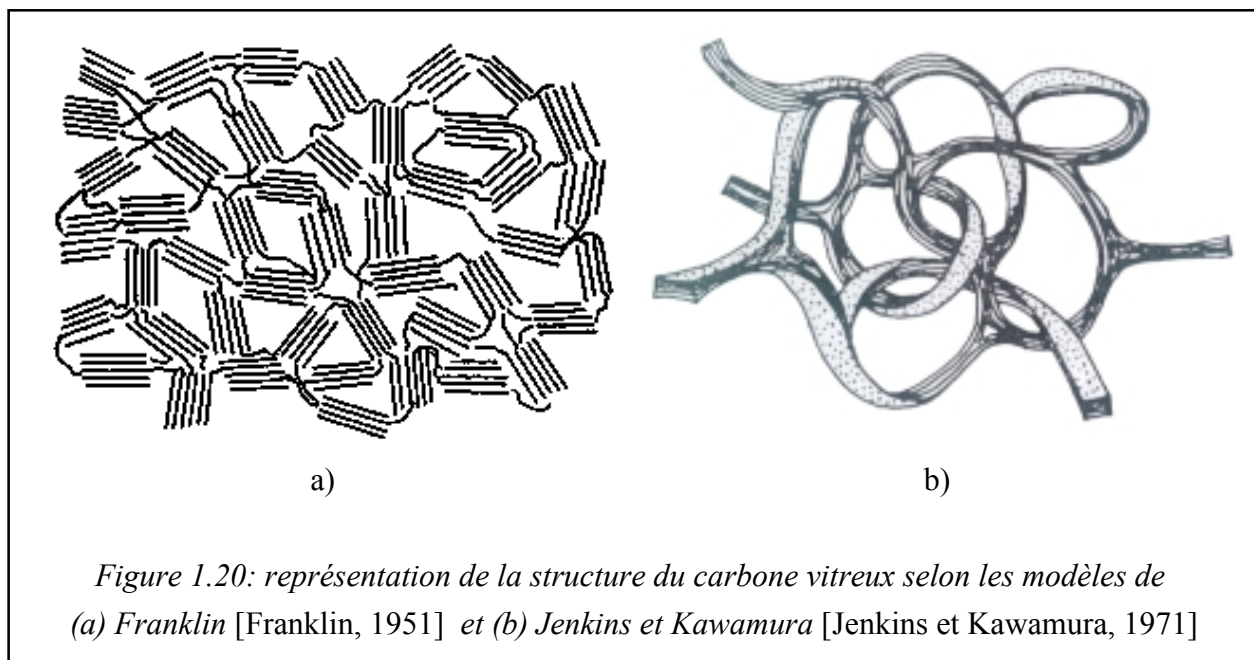 a)
b)
Figure 1.20: représentation de la structure du carbone vitreux selon les modèles de
(a) Franklin [Franklin, 1951] et (b) Jenkins et Kawamura [Jenkins et Kawamura, 1971]